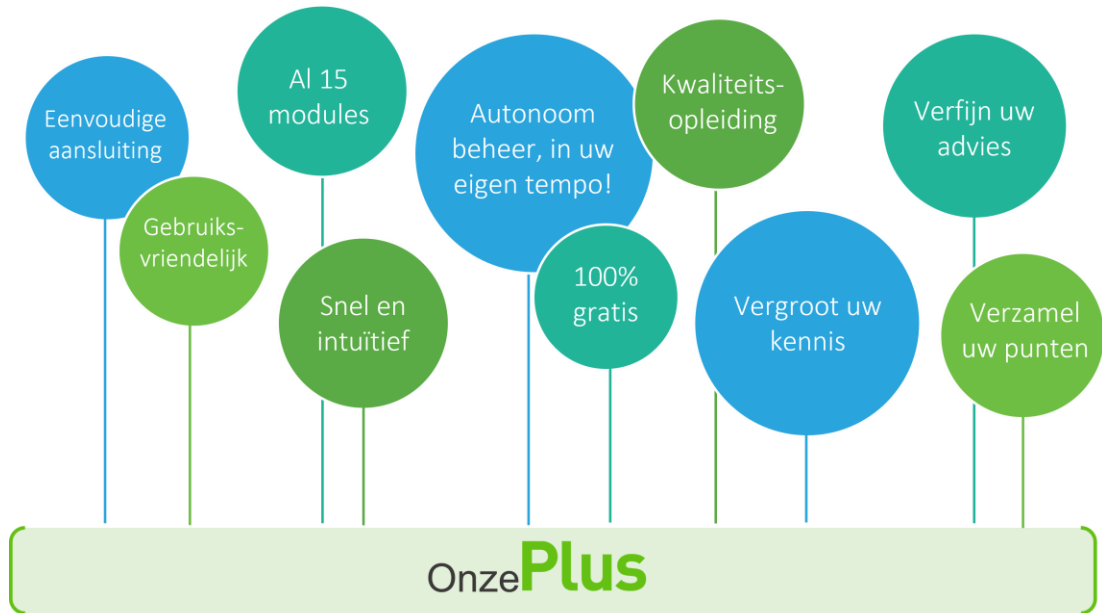 Eenvoudige
aansluiting
Gebruiks-
vriendelijk
Al 15
modules
Snel en
intuïtief
Autonoom
beheer, in uw
eigen tempo!
100%
gratis
Kwaliteits-
opleiding
Vergroot uw
kennis
Verfijn uw
advies
Verzamel
uw punten
OnzePlus